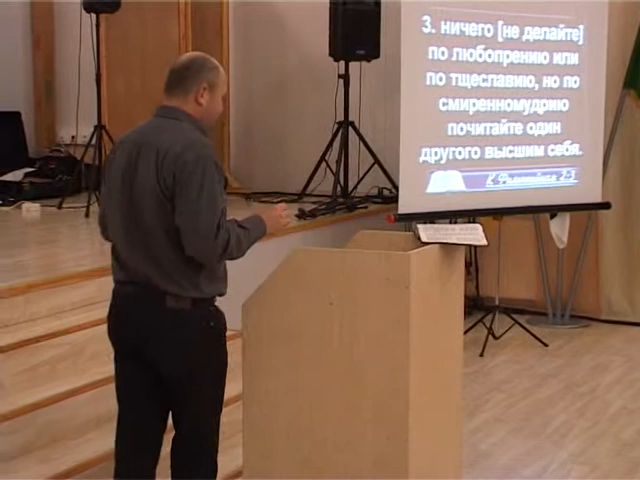 3. ничего [не делайте]
по любопрению или
по тщеславию, но по
смиренномудрию
почитайте один
другого высшим себя.